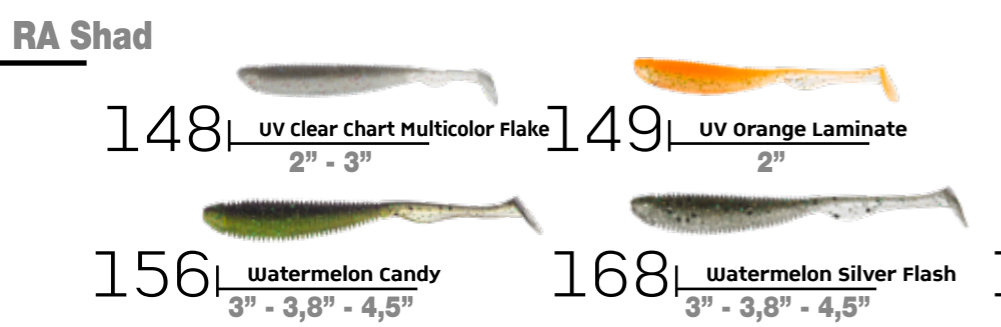 RA Shad
148 UV Clear Chart Multicolor Flake
2” - 3”
149 UV Orange Laminate
2”
156 Watermelon Candy
3” - 3,8” - 4,5”
168 Watermelon Silver Flash
3” - 3,8” - 4,5”